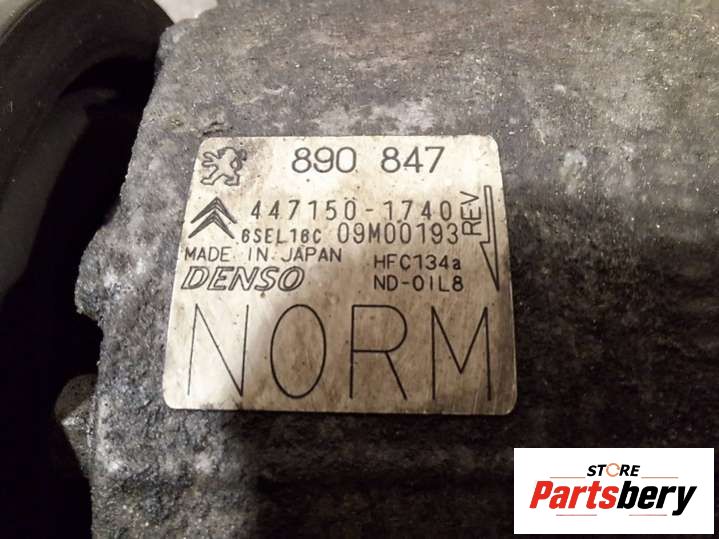 890 847
447150-1740
6SEL16C 09M00193
REV
MADE IN JAPAN HFC134a
DENSO ND-OIL8
NORM
STORE
Partsbery